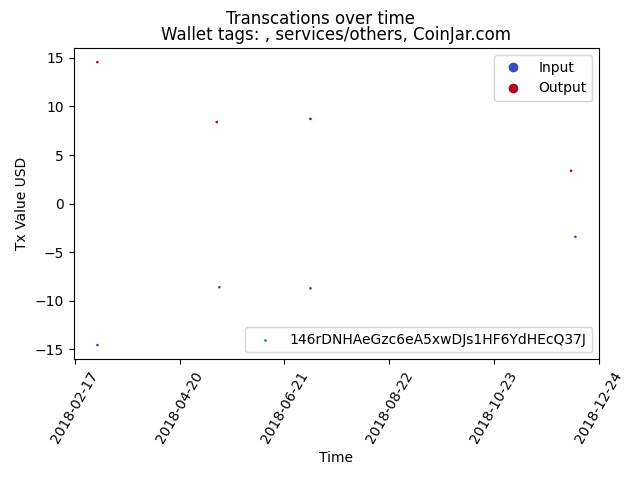 Transcations over time
Wallet tags: , services/others, CoinJar.com
Input
Output
15
10
5
0
−5
−10
−15
Tx Value USD
146rDNHAeGzc6eA5xwDJs1HF6YdHEcQ37J
2018-02-17
2018-04-20
2018-06-21
2018-08-22
2018-10-23
2018-12-24
Time